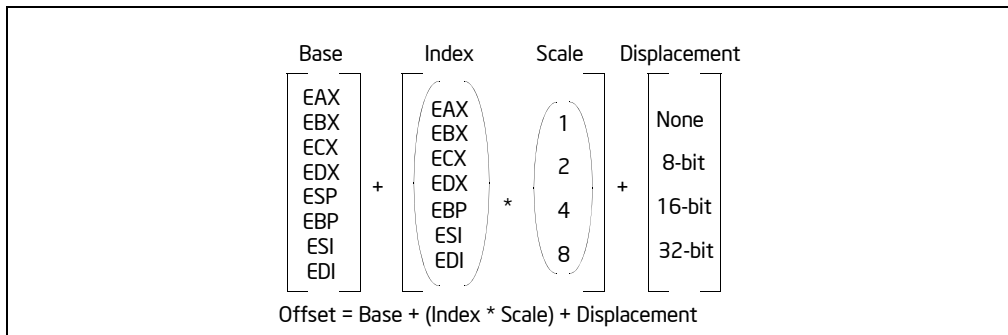 Base Index Scale Displacement
EAX
EBX
ECX
EDX
ESP
EBP
ESI
EDI
+
EAX
EBX
ECX
EDX
EBP
ESI
EDI
*
1
2
4
8
+
None
8-bit
16-bit
32-bit
Offset = Base + (Index * Scale) + Displacement